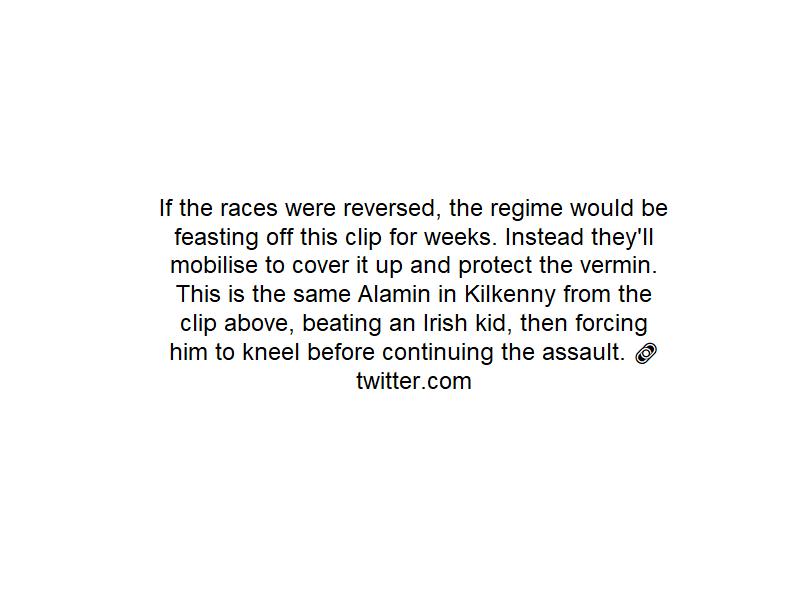 If the races were reversed, the regime would be
feasting off this clip for weeks. Instead they'll
mobilise to cover it up and protect the vermin.
This is the same Alamin in Kilkenny from the
clip above, beating an Irish kid, then forcing
him to kneel before continuing the assault. 🔗
twitter.com